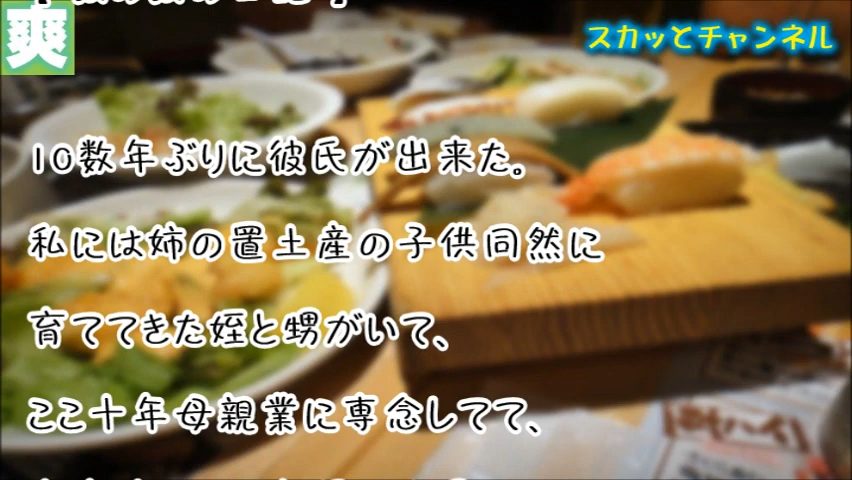 爽
スカッとチャンネル
10数年ぶりに彼氏が出来た。
私には姉の置土産の子供同然に
育ててきた姪と甥がいて、
ここ十年母親業に専念してて、